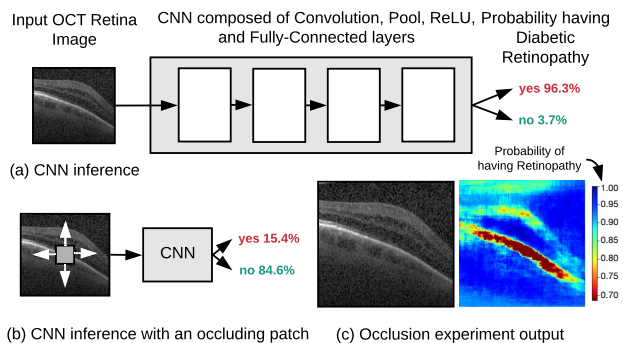 Input OCT Retina
Image
CNN composed of Convolution, Pool, ReLU,
and Fully-Connected layers
Probability having
Diabetic
Retinopathy
yes 96.3%
no 3.7%
(a) CNN inference
Probability of
having Retinopathy
CNN
yes 15.4%
no 84.6%
1.00
0.95
0.90
0.85
0.80
0.75
0.70
(b) CNN inference with an occluding patch
(c) Occlusion experiment output